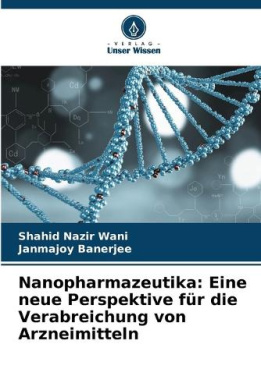 - VERLAG -
Unser Wissen
Shahid Nazir Wani
Janmajoy Banerjee
Nanopharmazeutika: Eine
neue Perspektive für die
Verabreichung von
Arzneimitteln